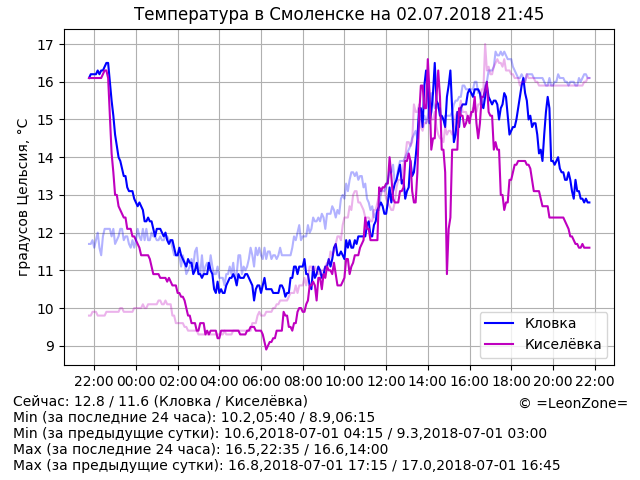 Температура в Смоленске на 02.07.2018 21:45
градусов Цельсия, °C
17
16
15
14
13
12
11
10
9
22:00 00:00 02:00 04:00 06:00 08:00 10:00 12:00 14:00 16:00 18:00 20:00 22:00
Кловка
Киселёвка
Сейчас: 12.8 / 11.6 (Кловка / Киселёвка)
© =LeonZone=
Min (за последние 24 часа): 10.2,05:40 / 8.9,06:15
Min (за предыдущие сутки): 10.6,2018-07-01 04:15 / 9.3,2018-07-01 03:00
Max (за последние 24 часа): 16.5,22:35 / 16.6,14:00
Max (за предыдущие сутки): 16.8,2018-07-01 17:15 / 17.0,2018-07-01 16:45